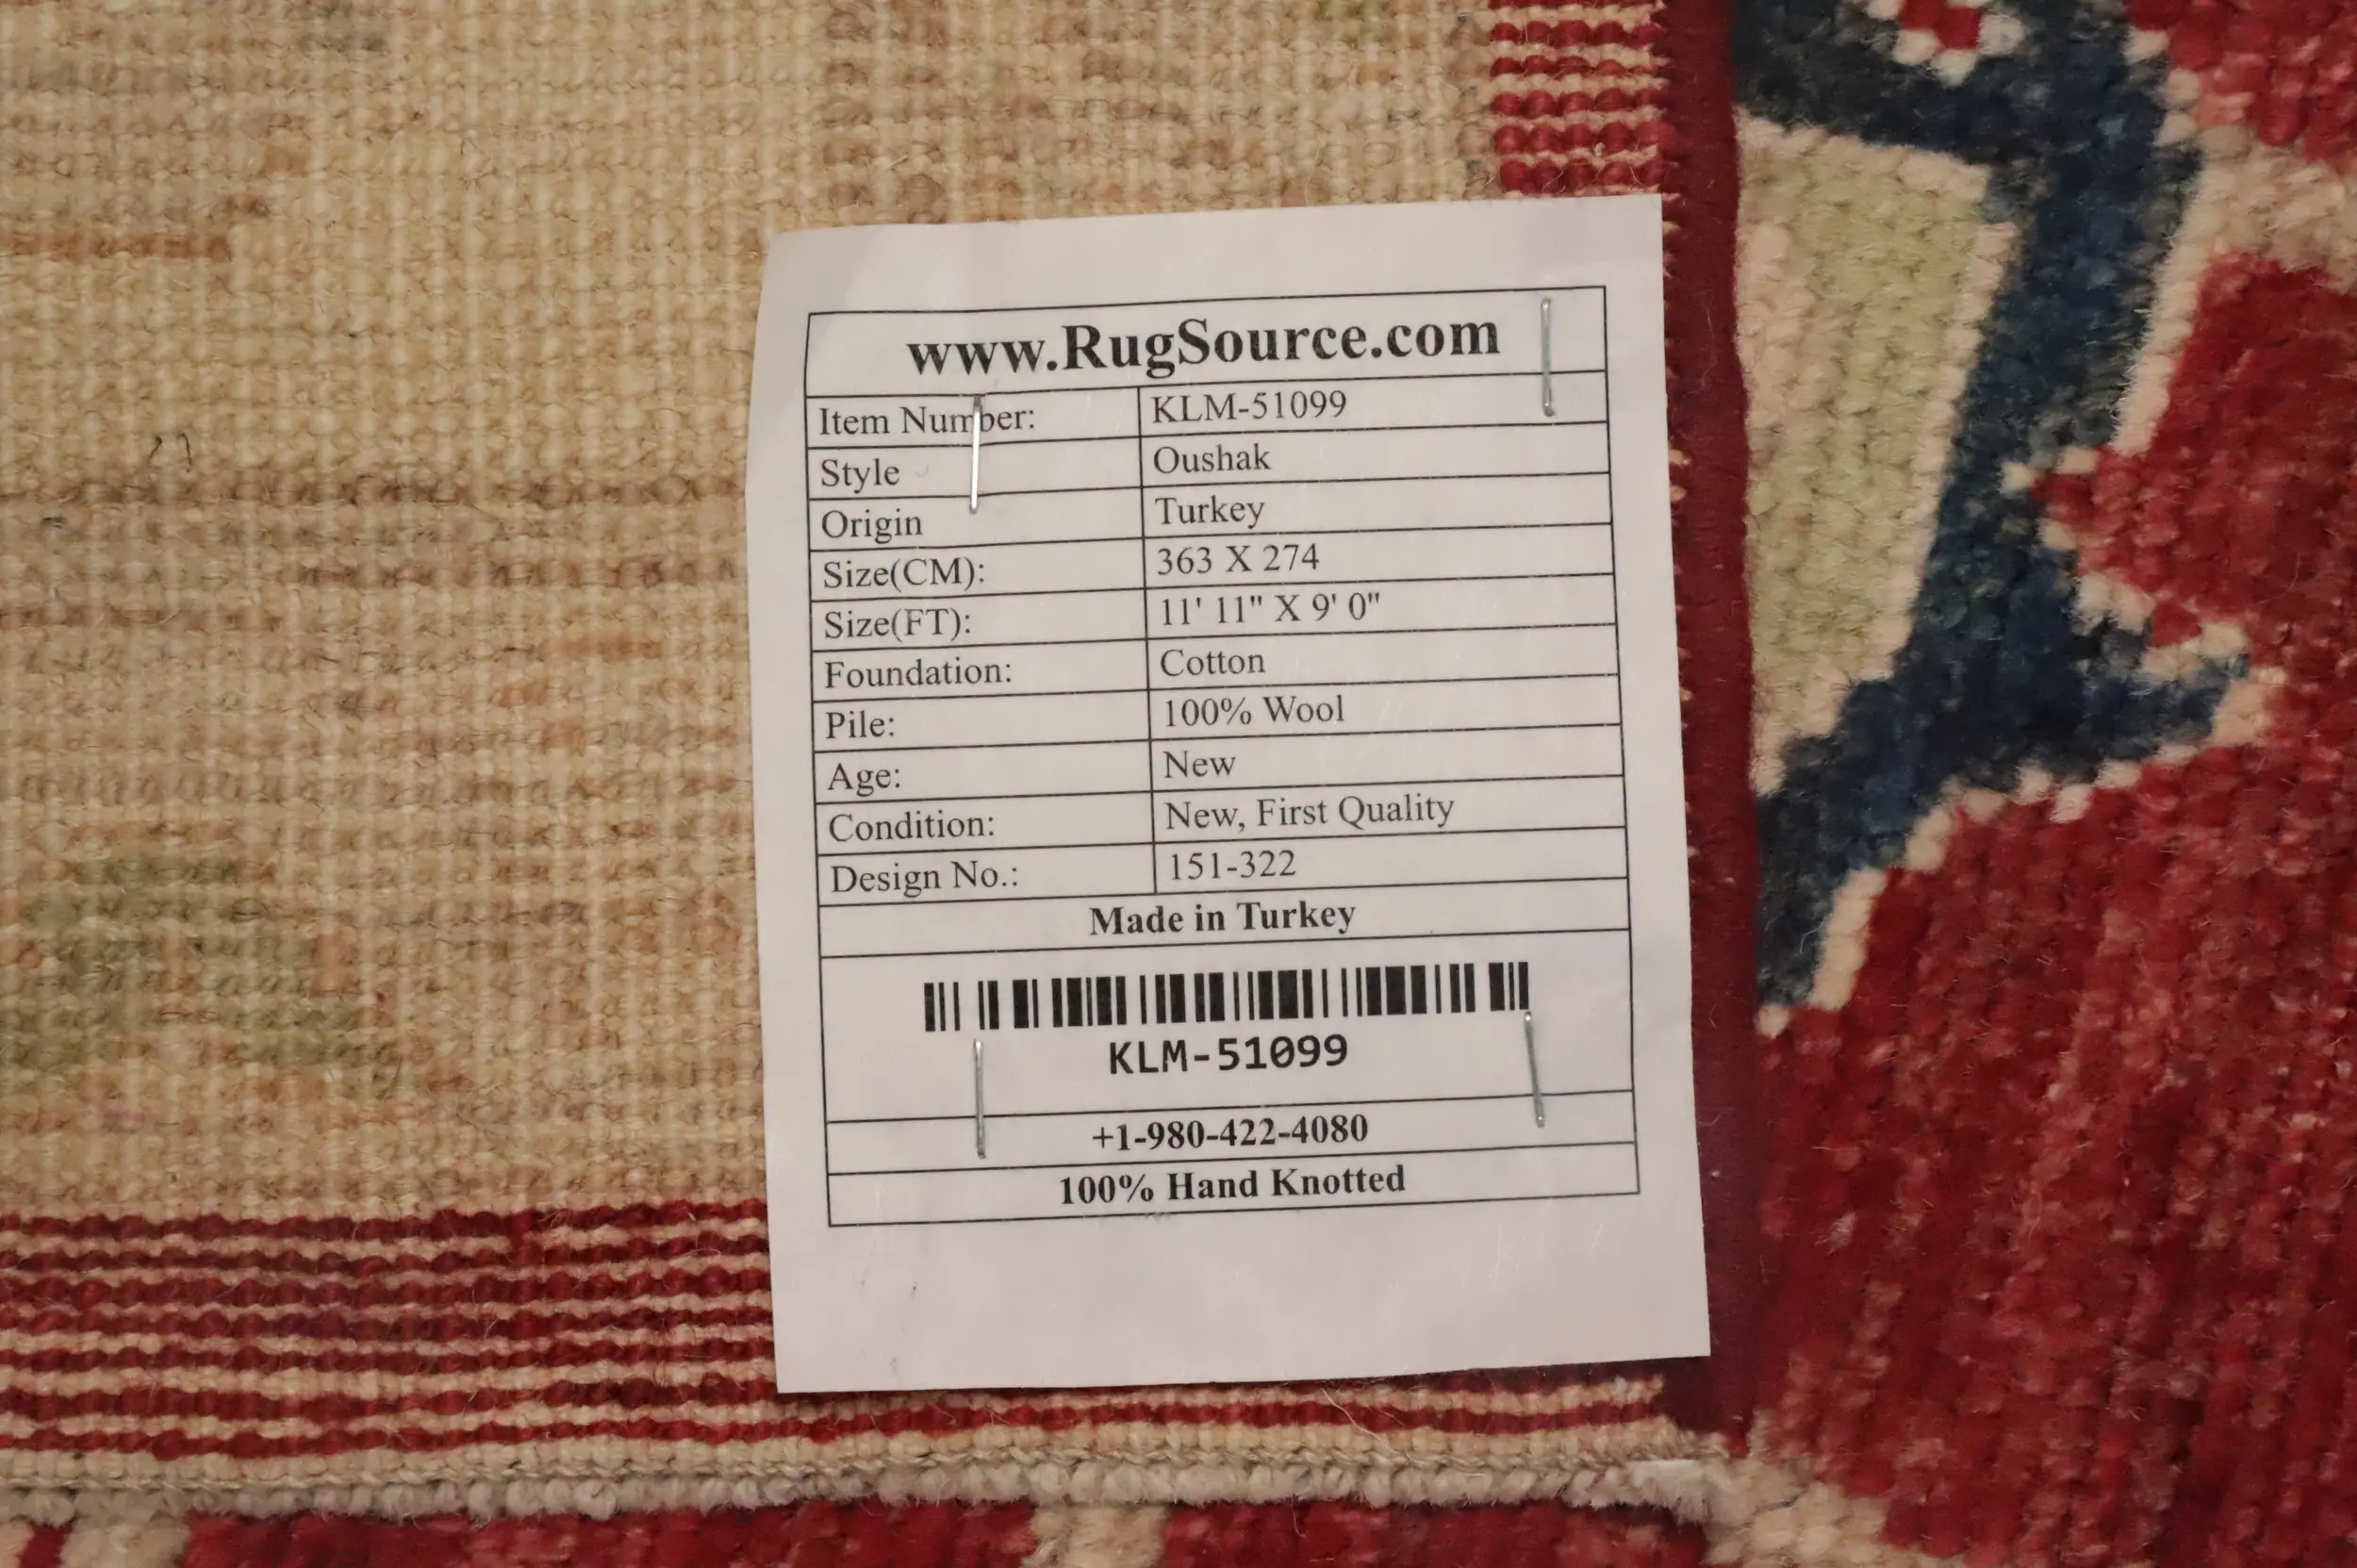 www.RugSource.com
Item Number: KLM-51099
Style Oushak
Origin Turkey
Size(CM): 363 X 274
Size(FT): 11' 11" X 9' 0"
Foundation: Cotton
Pile: 100% Wool
Age: New
Condition: New, First Quality
Design No.: 151-322
Made in Turkey
KLM-51099
+1-980-422-4080
100% Hand Knotted